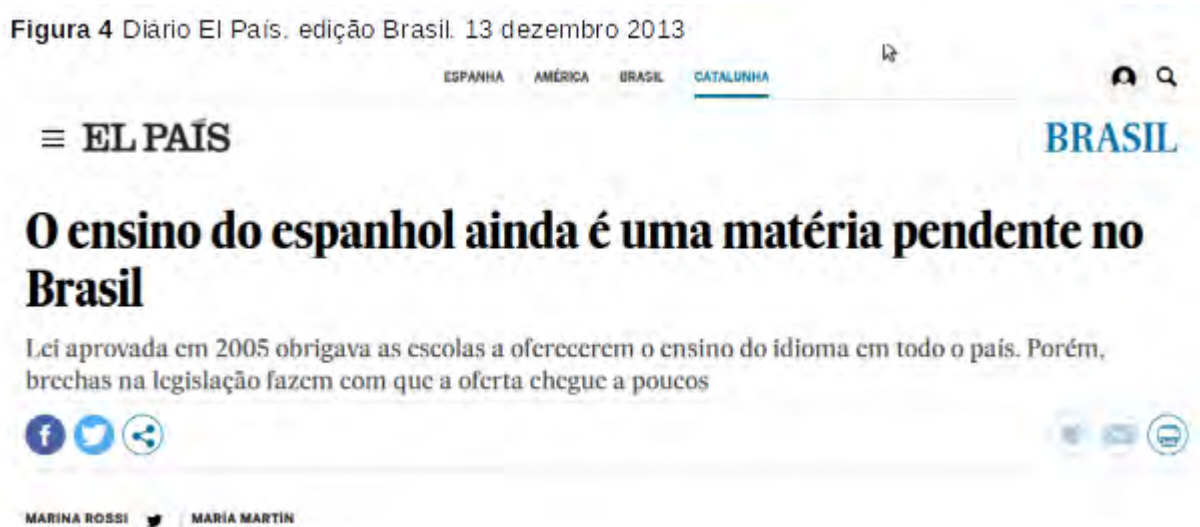 Figura 4 Diário El País. edição Brasil. 13 dezembro 2013
ESPANHA AMÉRICA BRASIL CATALUNHA
EL PAÍS BRASIL
O ensino do espanhol ainda é uma matéria pendente no
Brasil
Lei aprovada em 2005 obrigava as escolas a oferecerem o ensino do idioma em todo o país. Porém,
brechas na legislação fazem com que a oferta chegue a poucos
MARINA ROSSI MARÍA MARTÍN